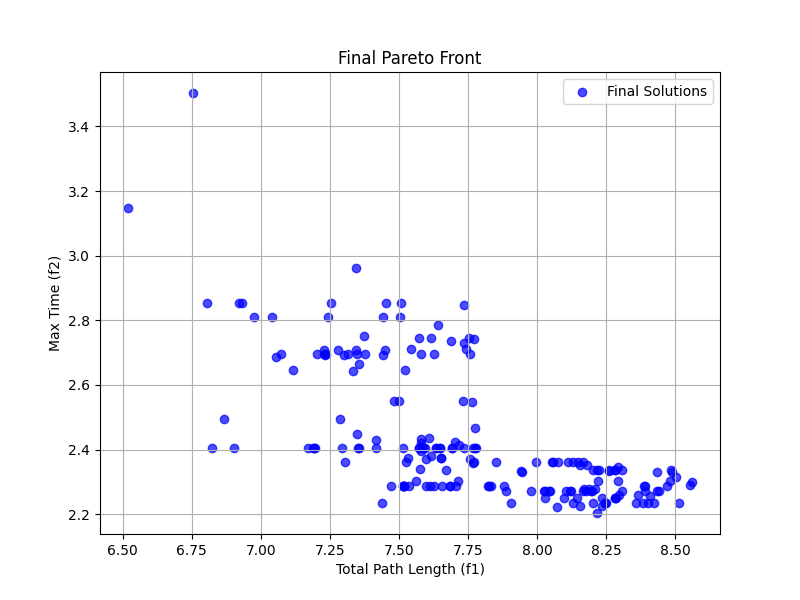 Final Pareto Front
Final Solutions
3.4
3.2
3.0
2.8
2.6
2.4
2.2
Max Time (f2)
6.50 6.75 7.00 7.25 7.50 7.75 8.00 8.25 8.50
Total Path Length (f1)